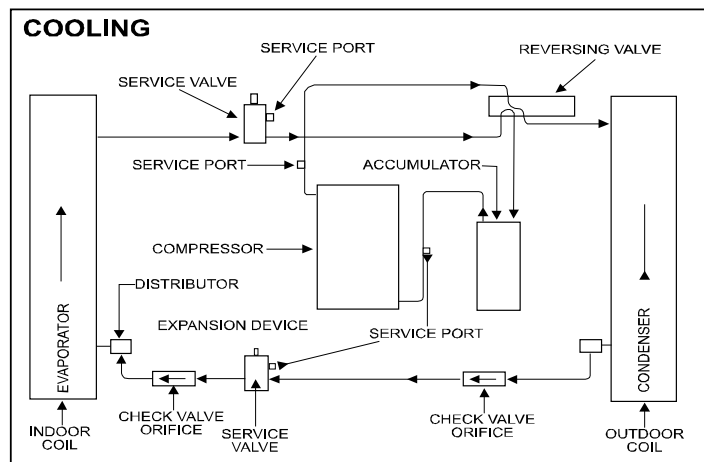 COOLING
SERVICE PORT
REVERSING VALVE
SERVICE VALVE
SERVICE PORT
ACCUMULATOR
COMPRESSOR
DISTRIBUTOR
EXPANSION DEVICE
SERVICE PORT
EVAPORATOR
CONDENSER
INDOOR
COIL
CHECK VALVE
ORIFICE
SERVICE
VALVE
CHECK VALVE
ORIFICE
OUTDOOR
COIL